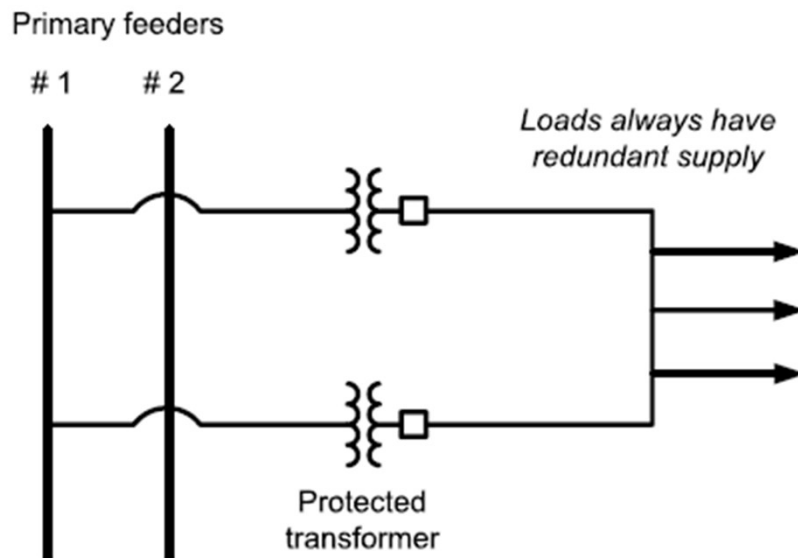 Primary feeders
# 1 # 2
Loads always have
redundant supply
Protected
transformer